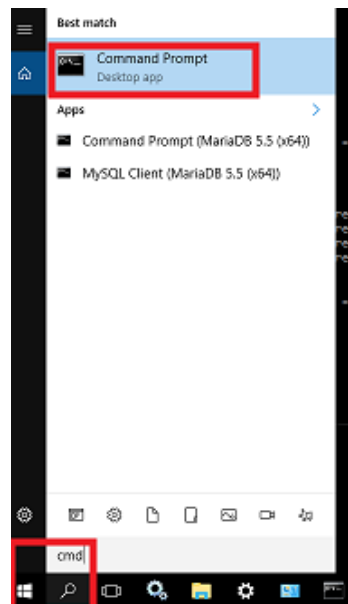 Best match
Command Prompt
Desktop app
Apps
Command Prompt (MariaDB 5.5 (x64))
MySQL Client (MariaDB 5.5 (x64))
cmd